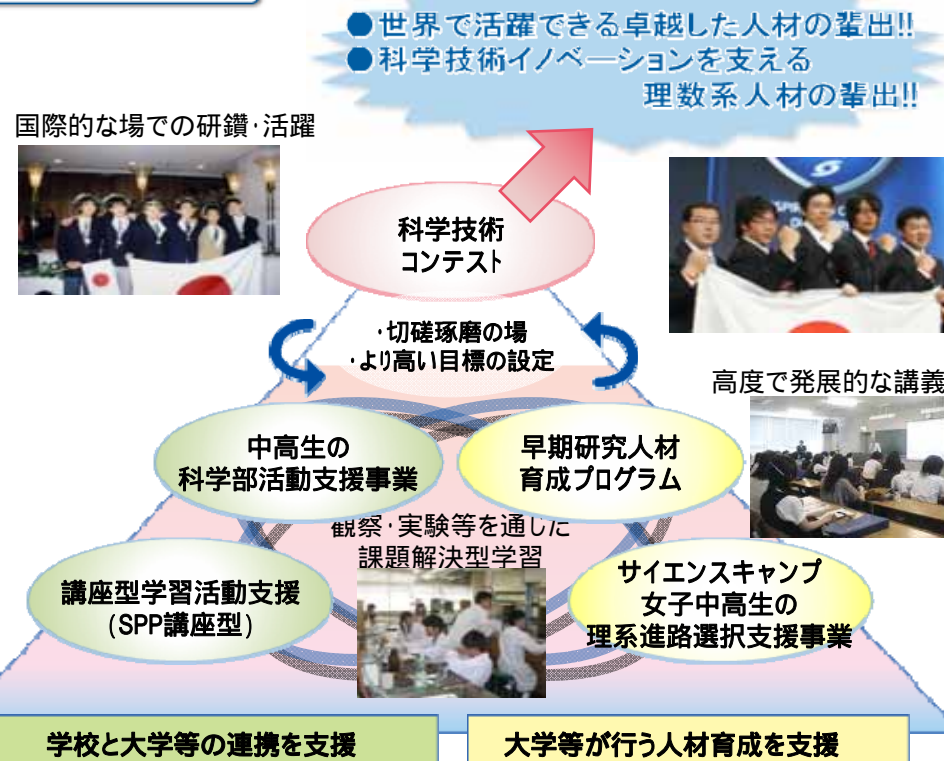 ●世界で活躍できる卓越した人材の輩出!!
●科学技術イノベーションを支える
理数系人材の輩出!!
国際的な場での研鑽・活躍
科学技術
コンテスト
・切磋琢磨の場
・より高い目標の設定
高度で発展的な講義
中高生の
科学部活動支援事業
早期研究人材
育成プログラム
観察・実験等を通した
課題解決型学習
講座型学習活動支援
(SPP講座型)
サイエンスキャンプ
女子中高生の
理系進路選択支援事業
学校と大学等の連携を支援
大学等が行う人材育成を支援